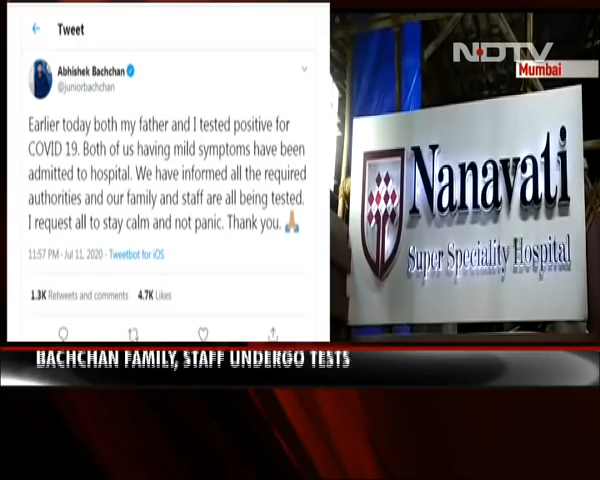 Tweet
Abhishek Bachchan
@juniorbachchan
Earlier today both my father and I tested positive for
COVID 19. Both of us having mild symptoms have been
admitted to hospital. We have informed all the required
authorities and our family and staff are all being tested.
I request all to stay calm and not panic. Thank you.
11:57 PM · Jul 11, 2020 · Tweetbot for iOS
1.3K Retweets and comments 4.7K Likes
NDTV
Mumbai
Nanavati
Super Speciality Hospital
BACHCHAN FAMILY, STAFF UNDERGO TESTS